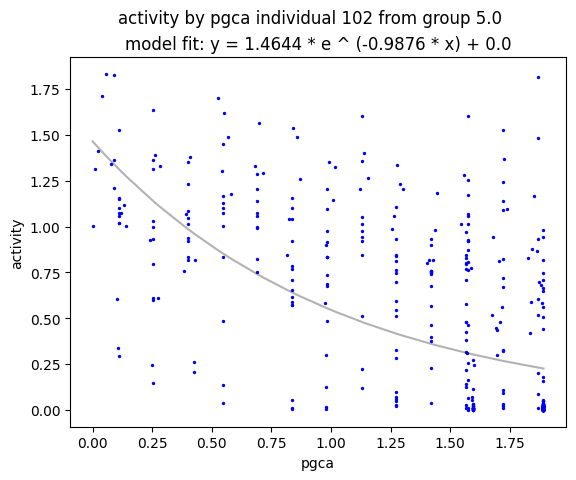 activity by pgca individual 102 from group 5.0
model fit: y = 1.4644 * e ^ (-0.9876 * x) + 0.0
1.75
1.50
1.25
1.00
0.75
0.50
0.25
0.00
activity
0.00 0.25 0.50 0.75 1.00 1.25 1.50 1.75
pgca